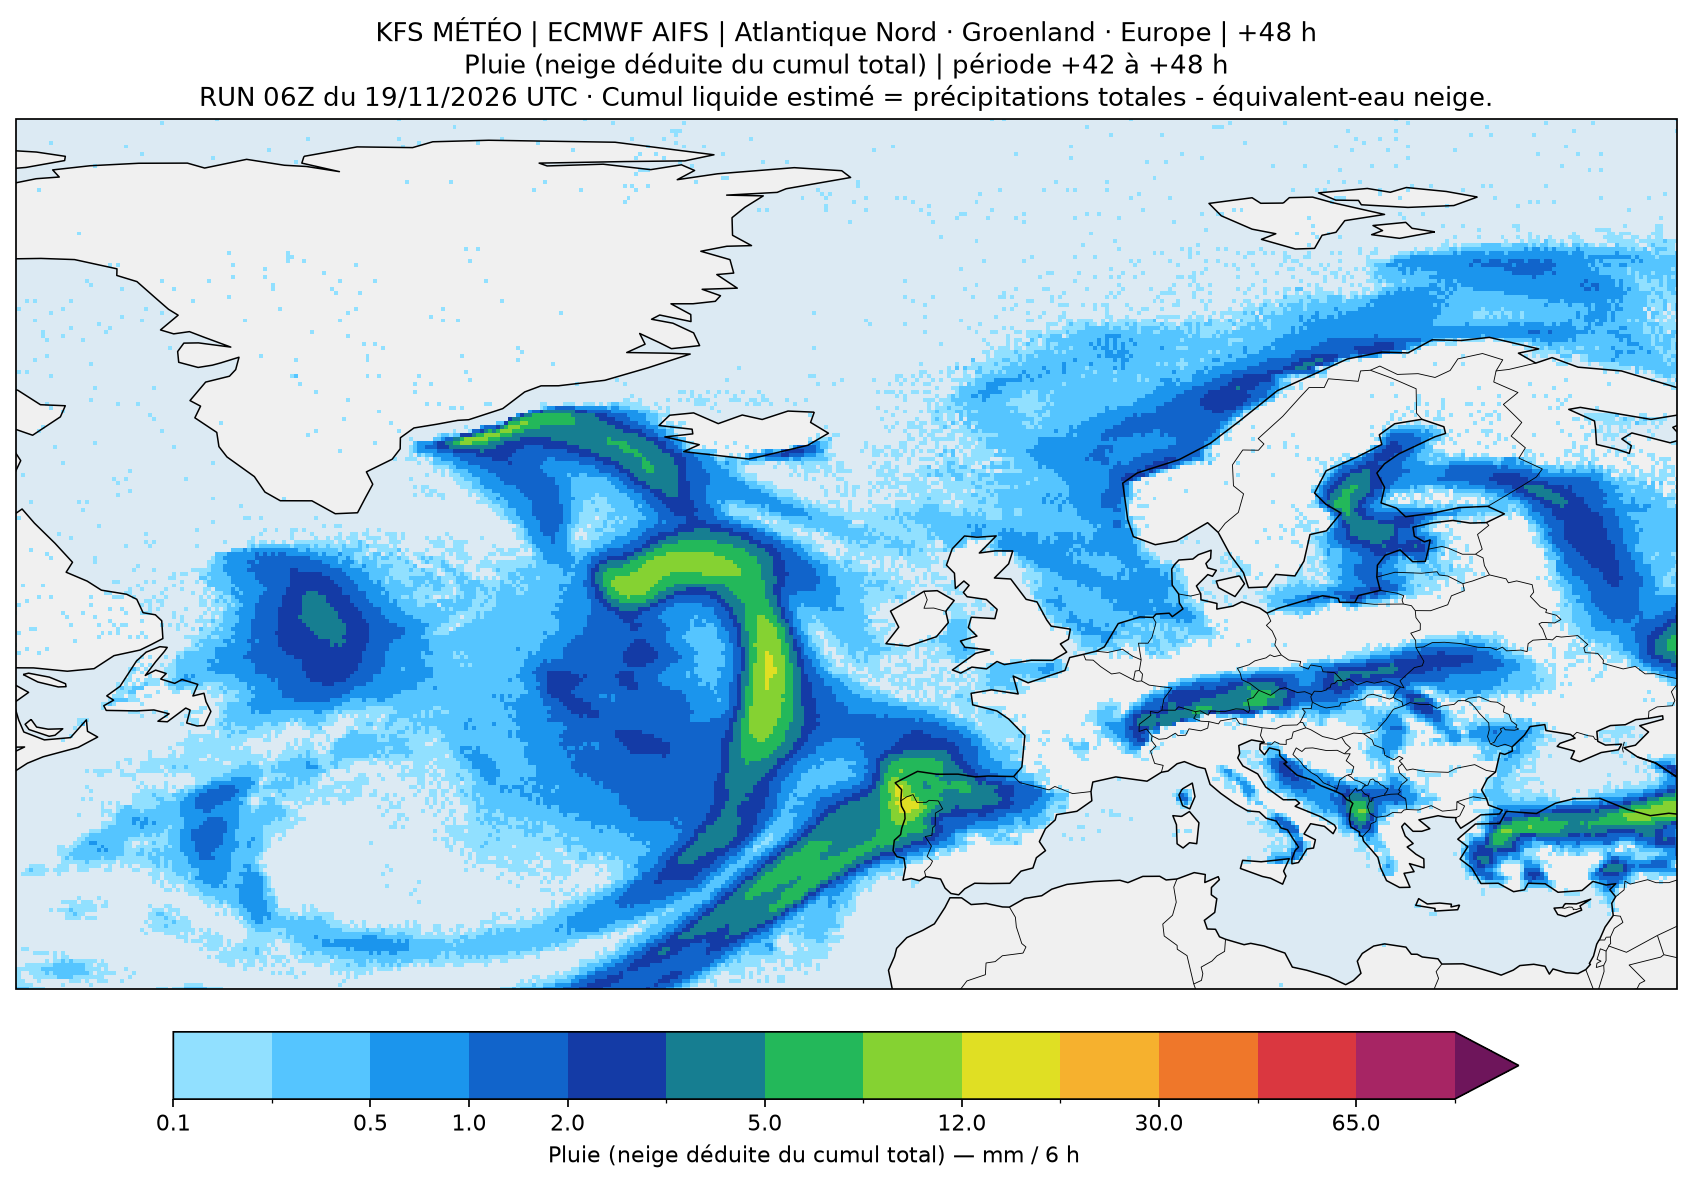 KFS MÉTÉO | ECMWF AIFS | Atlantique Nord · Groenland · Europe | +48 h
Pluie (neige déduite du cumul total) | période +42 à +48 h
RUN 06Z du 19/11/2026 UTC · Cumul liquide estimé = précipitations totales - équivalent-eau neige.
0.1 0.5 1.0 2.0 5.0 12.0 30.0 65.0
Pluie (neige déduite du cumul total) — mm / 6 h